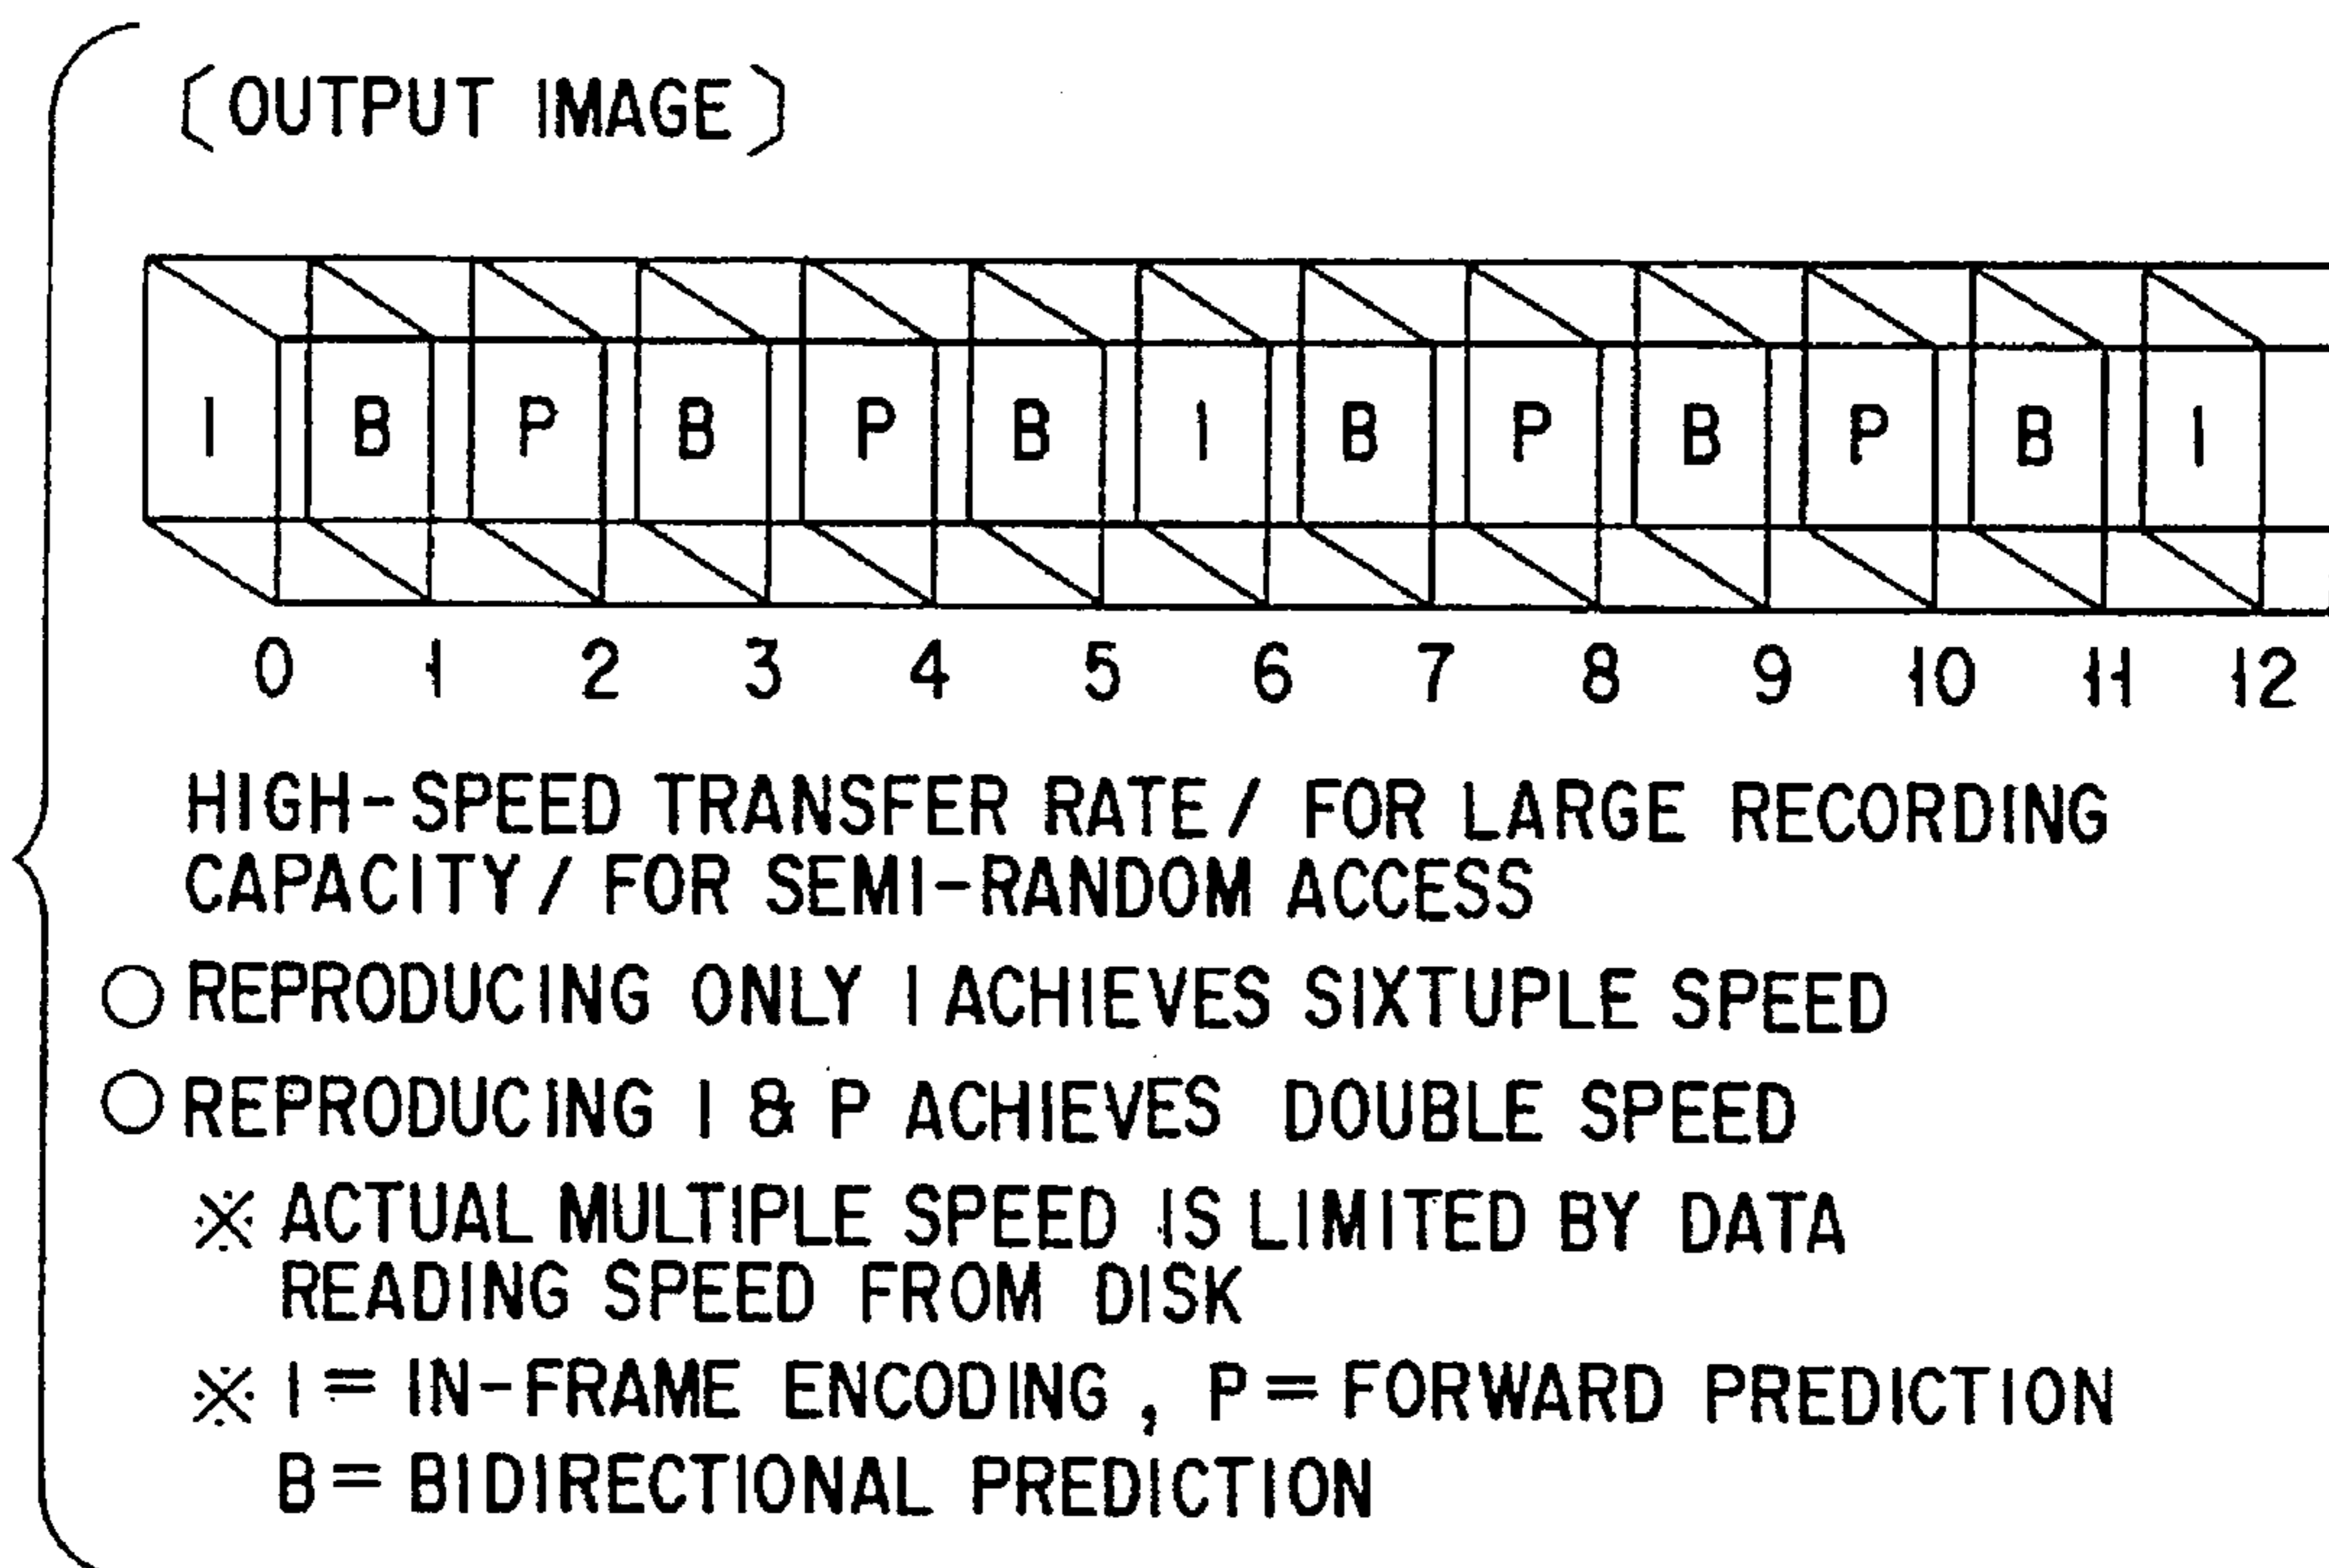 〔OUTPUT IMAGE〕
I B P B P B I B P B P B I
0 1 2 3 4 5 6 7 8 9 10 11 12
HIGH-SPEED TRANSFER RATE / FOR LARGE RECORDING
CAPACITY / FOR SEMI-RANDOM ACCESS
○ REPRODUCING ONLY I ACHIEVES SIXTUPLE SPEED
○ REPRODUCING I & P ACHIEVES DOUBLE SPEED
※ ACTUAL MULTIPLE SPEED IS LIMITED BY DATA
READING SPEED FROM DISK
※ I = IN-FRAME ENCODING , P = FORWARD PREDICTION
B = BIDIRECTIONAL PREDICTION